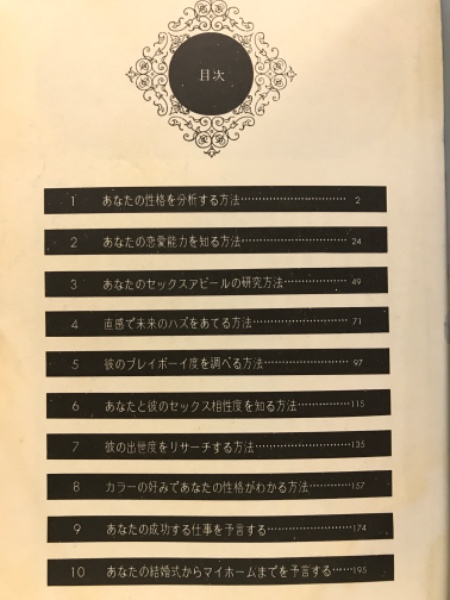 目次
1 あなたの性格を分析する方法………………………… 2
2 あなたの恋愛能力を知る方法………………………… 24
3 あなたのセックスアピールの研究方法……………… 49
4 直感で未来のハズをあてる方法……………………… 71
5 彼のプレイボーイ度を調べる方法…………………… 97
6 あなたと彼のセックス相性度を知る方法……………115
7 彼の出世度をリサーチする方法………………………135
8 カラーの好みであなたの性格がわかる方法…………157
9 あなたの成功する仕事を予言する……………………174
10 あなたの結婚式からマイホームまでを予言する……195